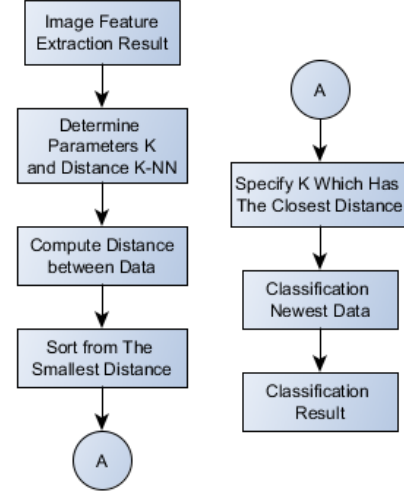 Image Feature
Extraction Result
Determine
Parameters K
and Distance K-NN
Compute Distance
between Data
Sort from The
Smallest Distance
A
A
Specify K Which Has
The Closest Distance
Classification
Newest Data
Classification
Result